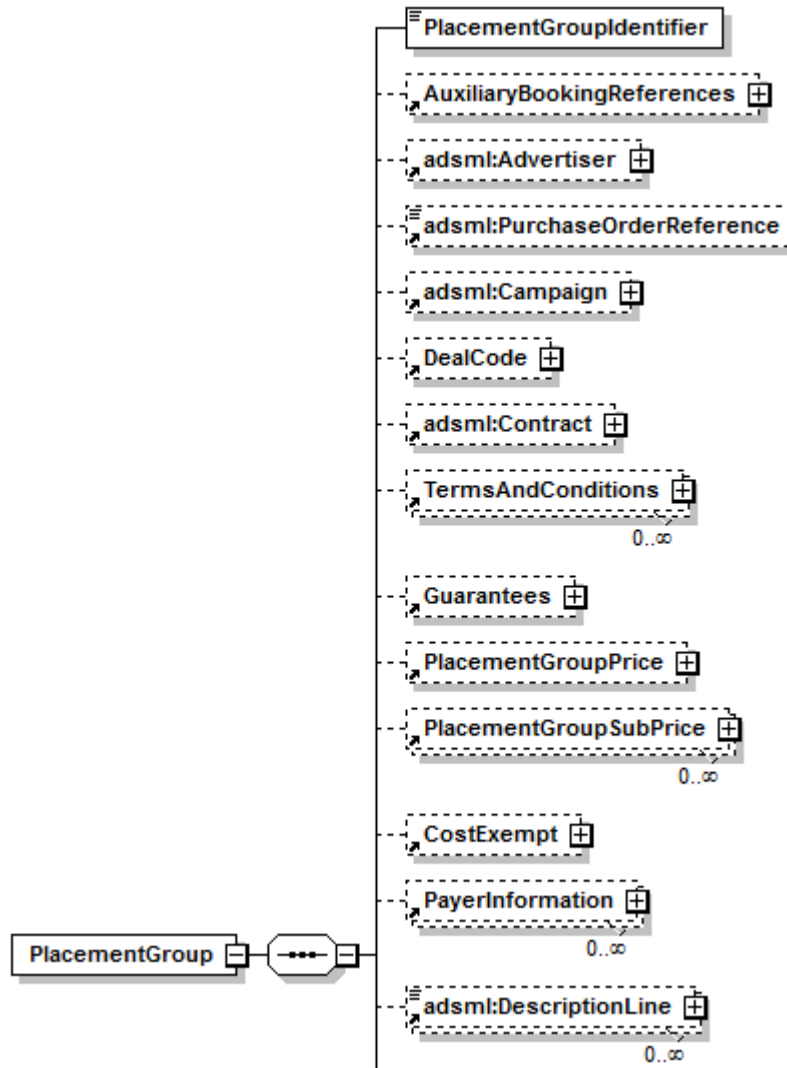 PlacementGroupIdentifier
AuxiliaryBookingReferences
adsml:Advertiser
adsml:PurchaseOrderReference
adsml:Campaign
DealCode
adsml:Contract
TermsAndConditions
0..∞
Guarantees
PlacementGroupPrice
PlacementGroupSubPrice
0..∞
CostExempt
PayerInformation
0..∞
PlacementGroup
adsml:DescriptionLine
0..∞